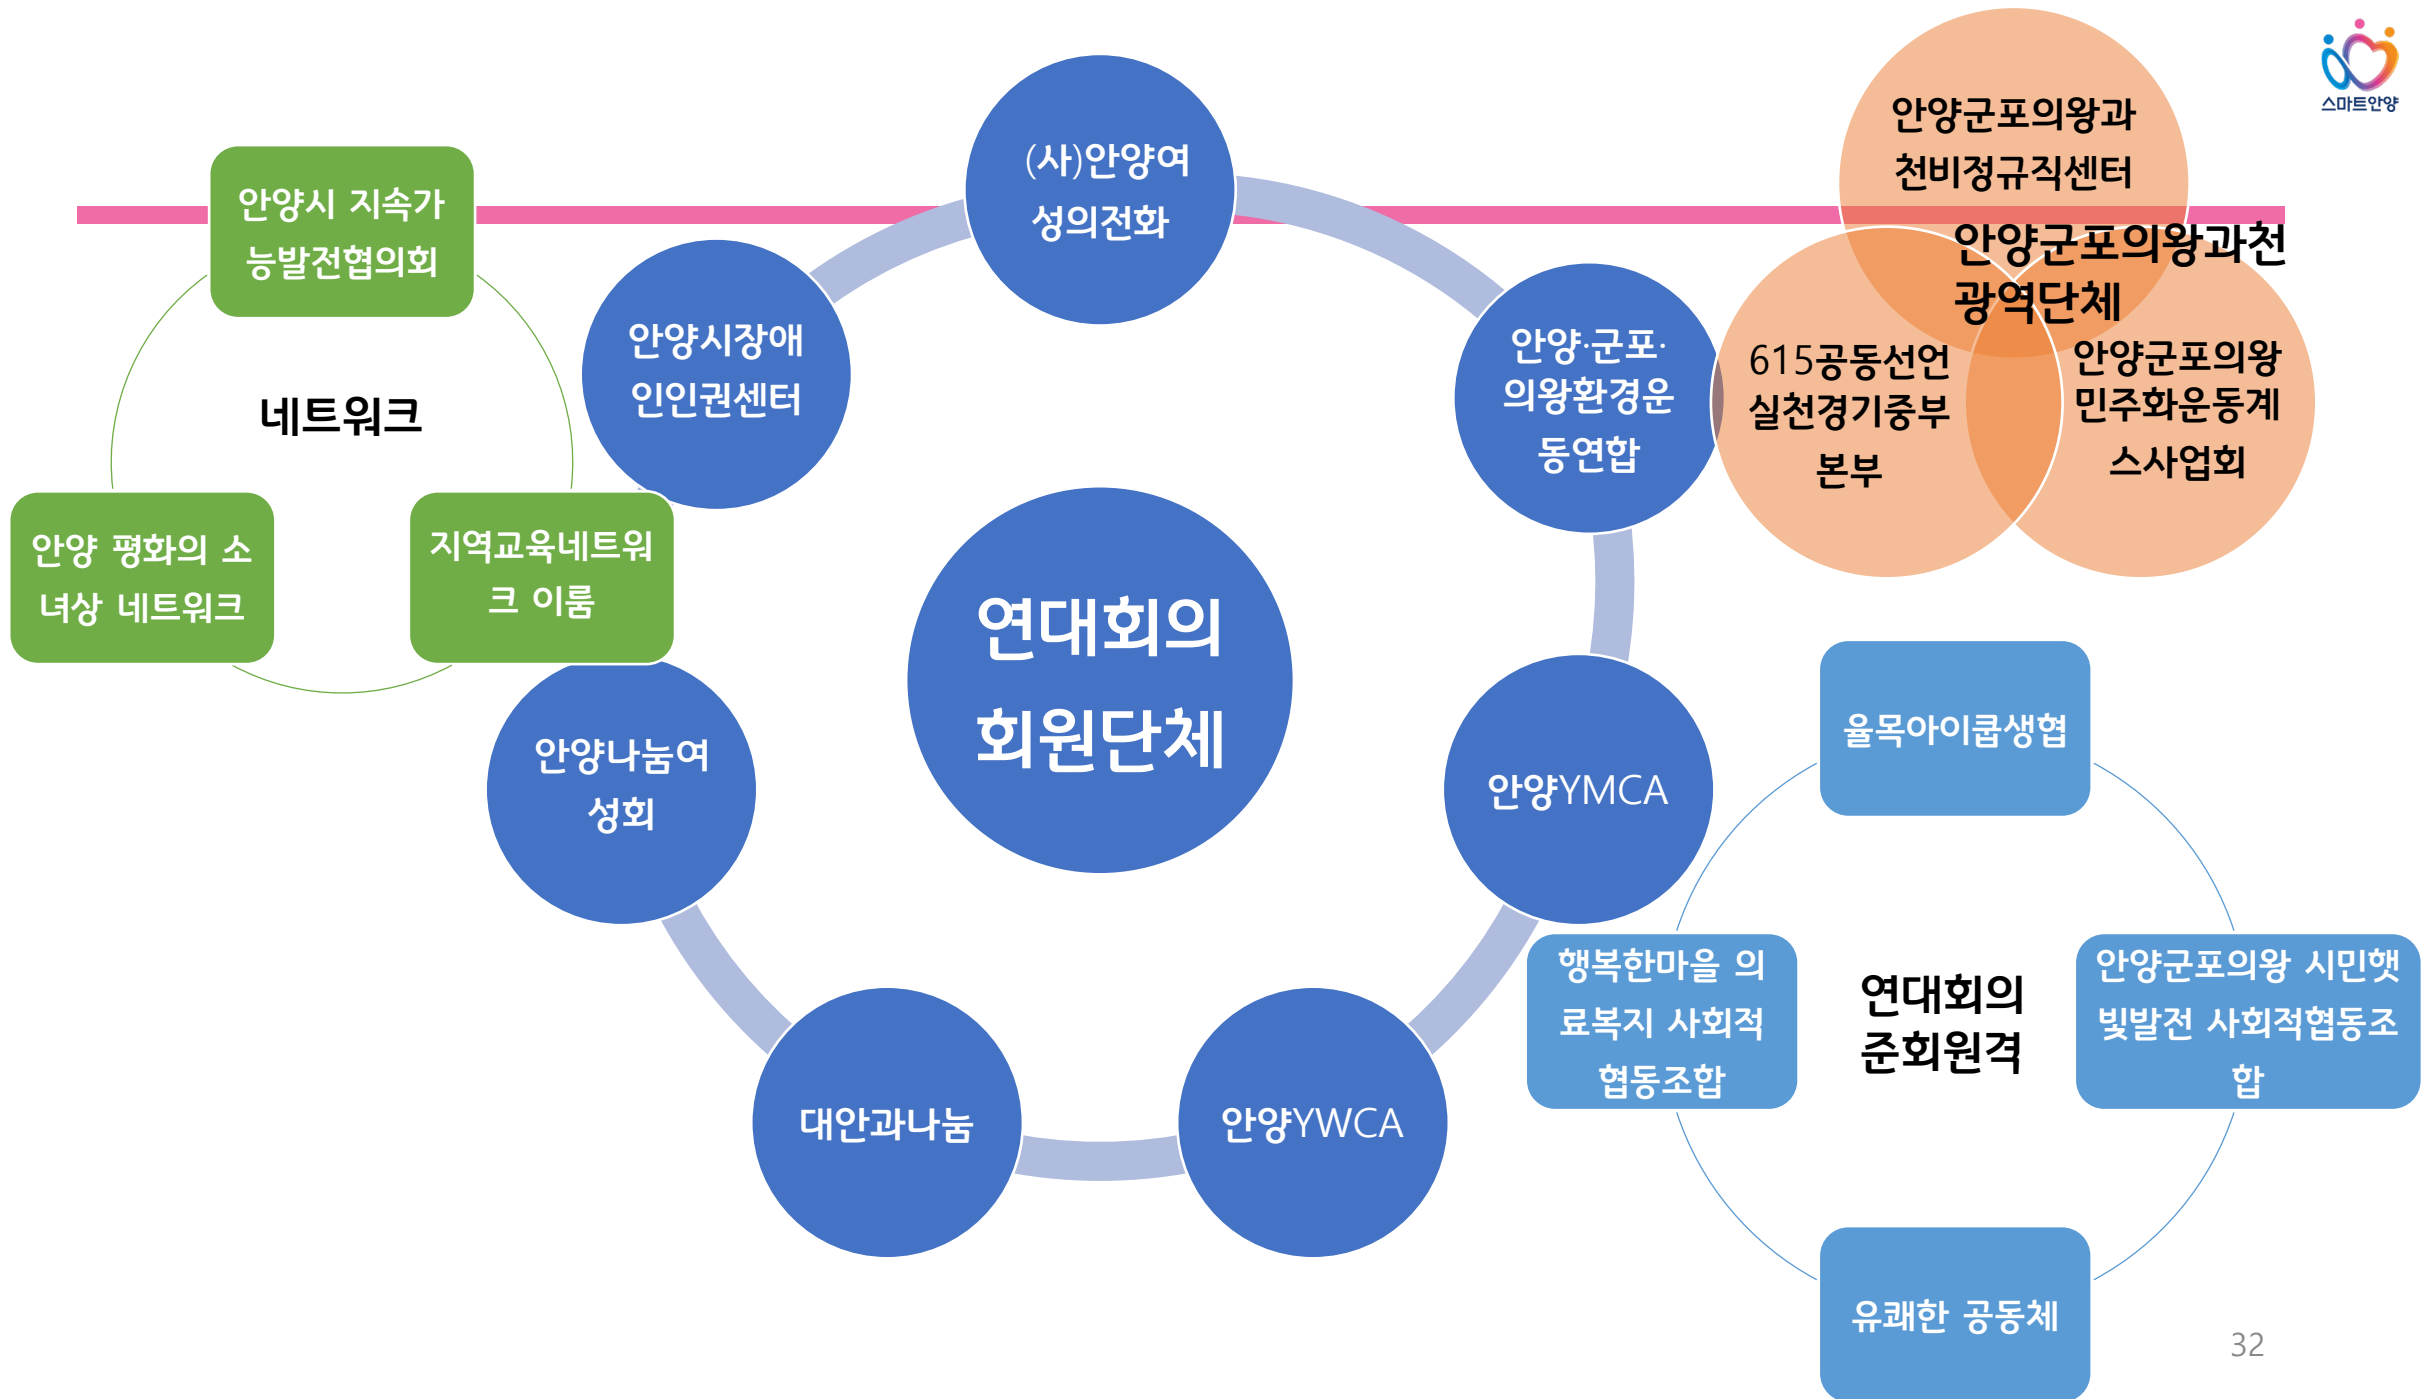 스마트안양
안양시 지속가
능발전협의회
네트워크
안양 평화의 소
녀상 네트워크
지역교육네트워
크 이룸
(사)안양여
성의전화
안양시장애
인인권센터
안양·군포·
의왕환경운
동연합
연대회의
회원단체
안양나눔여
성회
안양YMCA
대안과나눔
안양YWCA
안양군포의왕과
천비정규직센터
안양군포의왕과천
광역단체
615공동선언
실천경기중부
본부
안양군포의왕
민주화운동계
스사업회
율목아이쿱생협
행복한마을 의
료복지 사회적
협동조합
연대회의
준회원격
안양군포의왕 시민햇
빛발전 사회적협동조
합
유쾌한 공동체
32